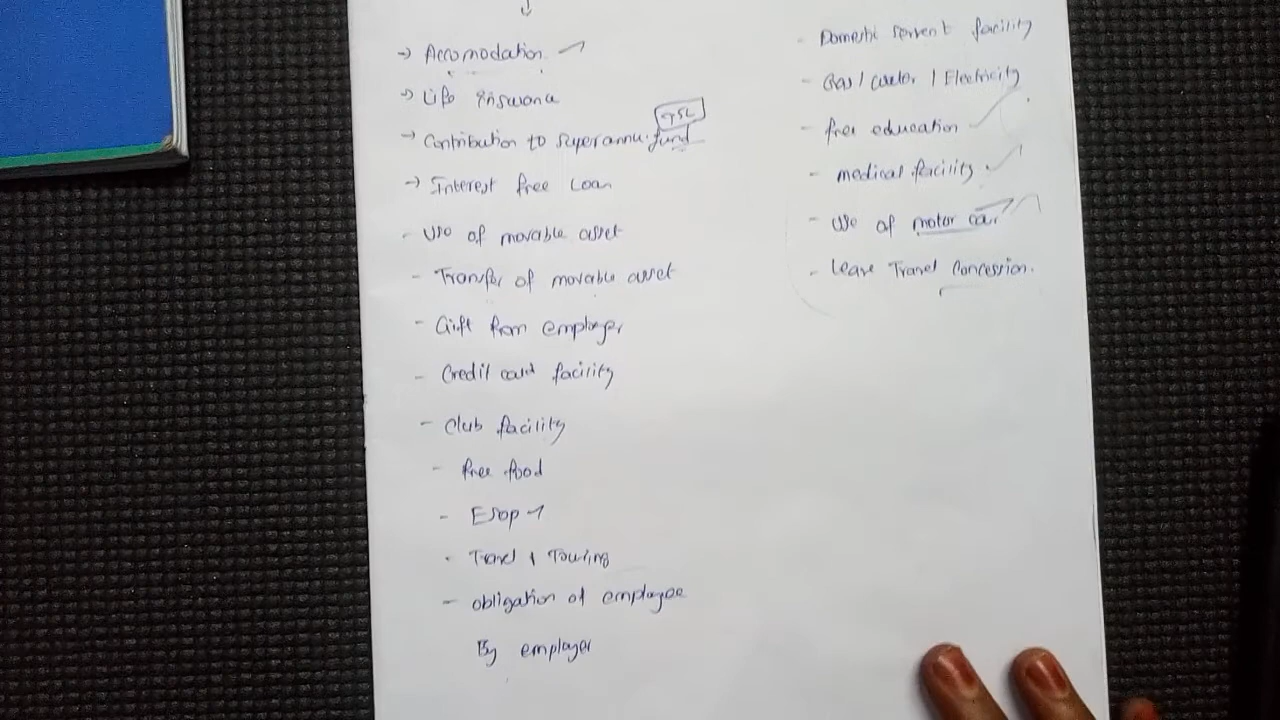 → Accomodation
→ Life Insurance
→ Contribution to superannu. fund
→ Interest free Loan
- Use of movable asset
- Transfer of movable asset
- Gift from employer
- Credit card facility
- Club facility
- free food
- ESOP
- Travel & Touring
- obligation of employee
By employer
- Domestic servent facility
- Gas / water / Electricity
- free education
- medical facility
- Use of motor car
- Leave Travel Concession.